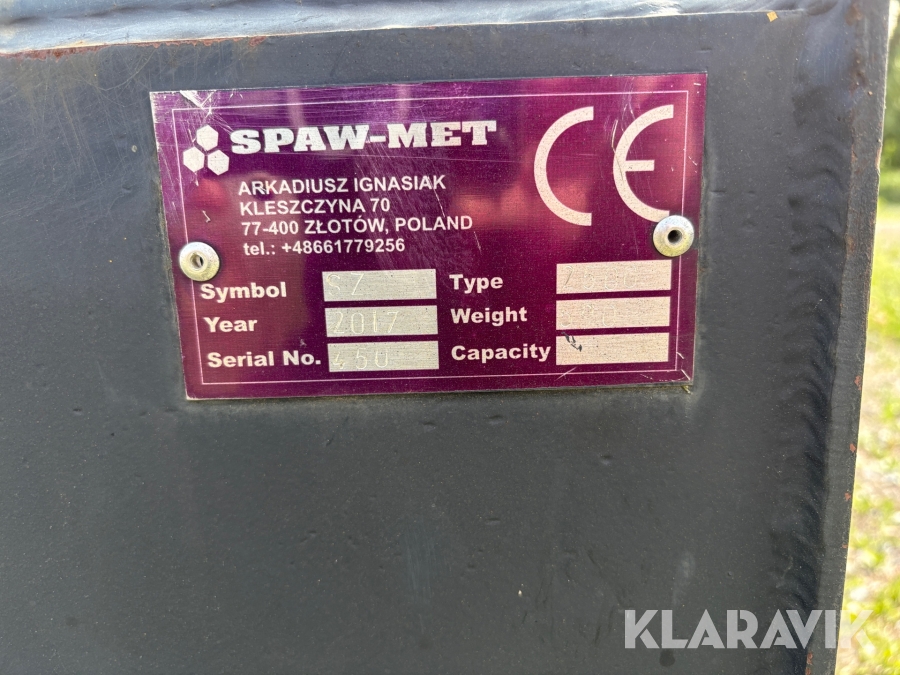 SPAW-MET
CE
ARKADIUSZ IGNASIAK
KLESZCZYNA 70
77-400 ZŁOTÓW, POLAND
tel.: +48661779256
Symbol SZ Type
Year 2017 Weight
Serial No. 450 Capacity
KLARAVIK